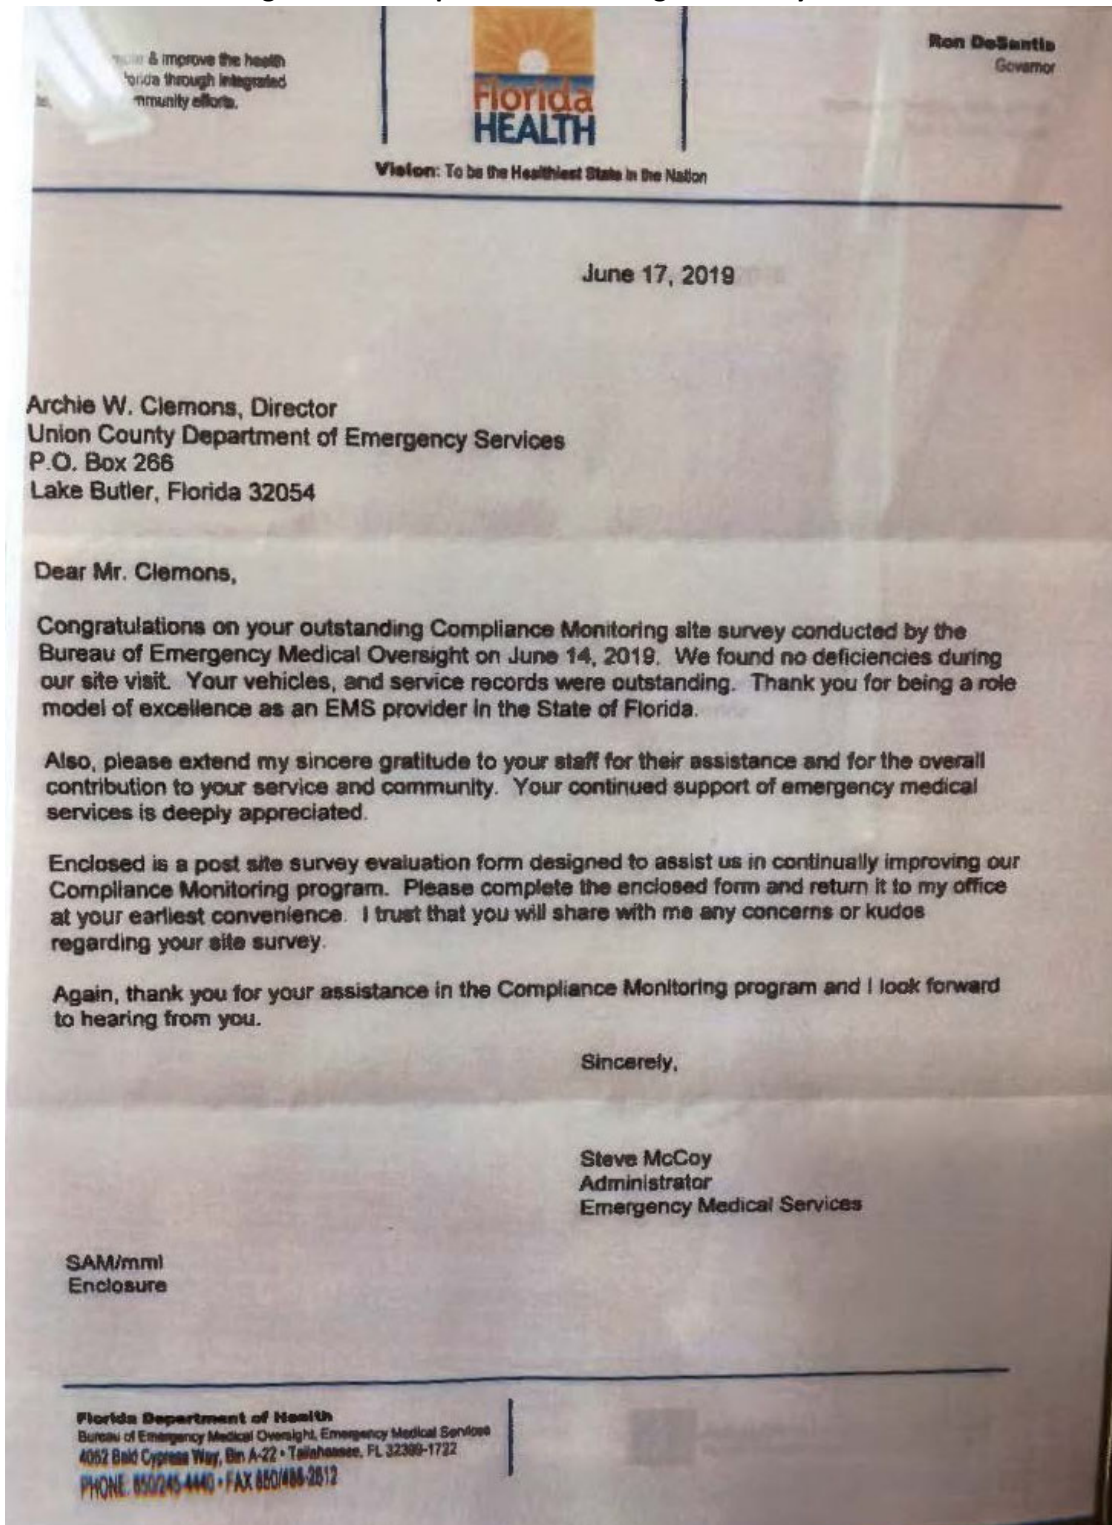 & improve the health
through integrated
efforts.
Florida
HEALTH
Vision: To be the Healthiest State in the Nation
Ron DeSantis
Governor
June 17, 2019
Archie W. Clemons, Director
Union County Department of Emergency Services
P.O. Box 266
Lake Butler, Florida 32054
Dear Mr. Clemons,
Congratulations on your outstanding Compliance Monitoring site survey conducted by the
Bureau of Emergency Medical Oversight on June 14, 2019. We found no deficiencies during
our site visit. Your vehicles, and service records were outstanding. Thank you for being a role
model of excellence as an EMS provider in the State of Florida.
Also, please extend my sincere gratitude to your staff for their assistance and for the overall
contribution to your service and community. Your continued support of emergency medical
services is deeply appreciated.
Enclosed is a post site survey evaluation form designed to assist us in continually improving our
Compliance Monitoring program. Please complete the enclosed form and return it to my office
at your earliest convenience. I trust that you will share with me any concerns or kudos
regarding your site survey.
Again, thank you for your assistance in the Compliance Monitoring program and I look forward
to hearing from you.
Sincerely,
Steve McCoy
Administrator
Emergency Medical Services
SAM/mml
Enclosure
Florida Department of Health
Bureau of Emergency Medical Oversight, Emergency Medical Services
4052 Bald Cypress Way, Bin A-22 • Tallahassee, FL 32399-1722
PHONE: 850/245-4440 • FAX 850/488-2512